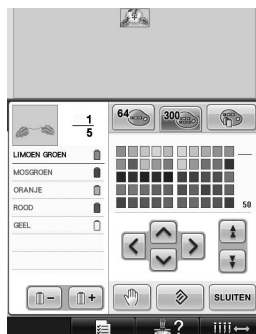 1
5
64
300
LIMOEN GROEN
MOSGROEN
ORANJE
ROOD
GEEL
50
-
+
SLUITEN
?